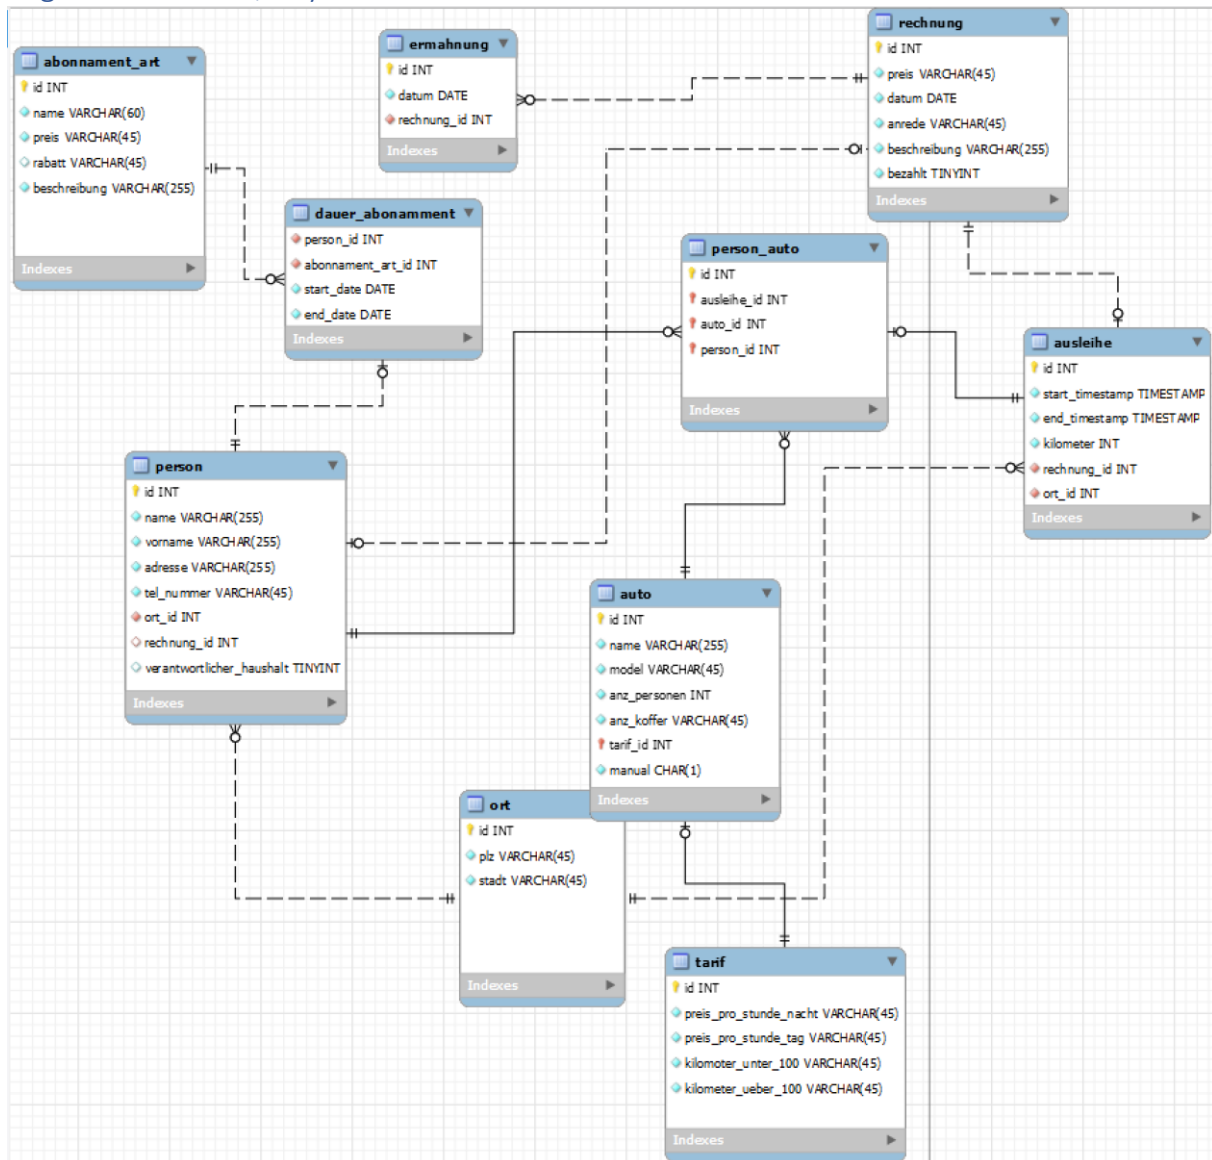 abonnament_art
id INT
name VARCHAR(60)
preis VARCHAR(45)
rabatt VARCHAR(45)
beschreibung VARCHAR(255)
Indexes
ermahnung
id INT
datum DATE
rechnung_id INT
Indexes
rechnung
id INT
preis VARCHAR(45)
datum DATE
anrede VARCHAR(45)
beschreibung VARCHAR(255)
bezahlt TINYINT
Indexes
dauer_abonamment
person_id INT
abonnament_art_id INT
start_date DATE
end_date DATE
Indexes
person_auto
id INT
ausleihe_id INT
auto_id INT
person_id INT
Indexes
ausleihe
id INT
start_timestamp TIMESTAMP
end_timestamp TIMESTAMP
kilometer INT
rechnung_id INT
ort_id INT
Indexes
person
id INT
name VARCHAR(255)
vorname VARCHAR(255)
adresse VARCHAR(255)
tel_nummer VARCHAR(45)
ort_id INT
rechnung_id INT
verantwortlicher_haushalt TINYINT
Indexes
auto
id INT
name VARCHAR(255)
model VARCHAR(45)
anz_personen INT
anz_koffer VARCHAR(45)
tarif_id INT
manual CHAR(1)
Indexes
ort
id INT
plz VARCHAR(45)
stadt VARCHAR(45)
Indexes
tarif
id INT
preis_pro_stunde_nacht VARCHAR(45)
preis_pro_stunde_tag VARCHAR(45)
kilomoter_unter_100 VARCHAR(45)
kilometer_ueber_100 VARCHAR(45)
Indexes